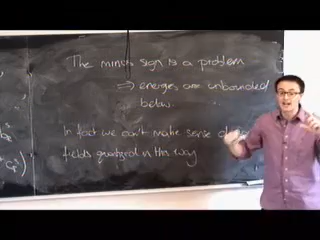 The minus sign is a problem
⇒ energies are unbounded
below.
In fact we can't make sense of
fields quantized in this way